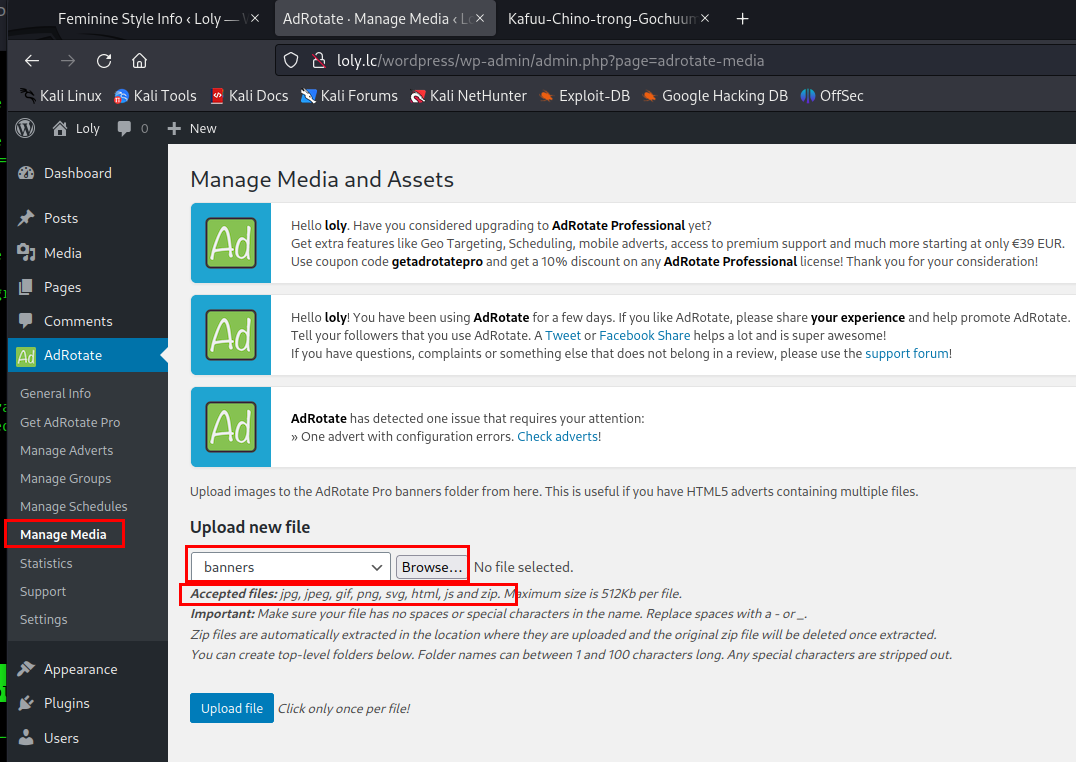 Feminine Style Info ‹ Loly — W
AdRotate · Manage Media ‹ Lo
Kafuu-Chino-trong-Gochuum
loly.lc/wordpress/wp-admin/admin.php?page=adrotate-media
Kali Linux
Kali Tools
Kali Docs
Kali Forums
Kali NetHunter
Exploit-DB
Google Hacking DB
OffSec
Loly
0
New
Dashboard
Posts
Media
Pages
Comments
AdRotate
General Info
Get AdRotate Pro
Manage Adverts
Manage Groups
Manage Schedules
Manage Media
Statistics
Support
Settings
Appearance
Plugins
Users
Manage Media and Assets
Ad
Hello loly. Have you considered upgrading to AdRotate Professional yet?
Get extra features like Geo Targeting, Scheduling, mobile adverts, access to premium support and much more starting at only €39 EUR.
Use coupon code getadrotatepro and get a 10% discount on any AdRotate Professional license! Thank you for your consideration!
Ad
Hello loly! You have been using AdRotate for a few days. If you like AdRotate, please share your experience and help promote AdRotate.
Tell your followers that you use AdRotate. A Tweet or Facebook Share helps a lot and is super awesome!
If you have questions, complaints or something else that does not belong in a review, please use the support forum!
Ad
AdRotate has detected one issue that requires your attention:
» One advert with configuration errors. Check adverts!
Upload images to the AdRotate Pro banners folder from here. This is useful if you have HTML5 adverts containing multiple files.
Upload new file
banners
Browse...
No file selected.
Accepted files: jpg, jpeg, gif, png, svg, html, js and zip. Maximum size is 512Kb per file.
Important: Make sure your file has no spaces or special characters in the name. Replace spaces with a - or _.
Zip files are automatically extracted in the location where they are uploaded and the original zip file will be deleted once extracted.
You can create top-level folders below. Folder names can between 1 and 100 characters long. Any special characters are stripped out.
Upload file
Click only once per file!